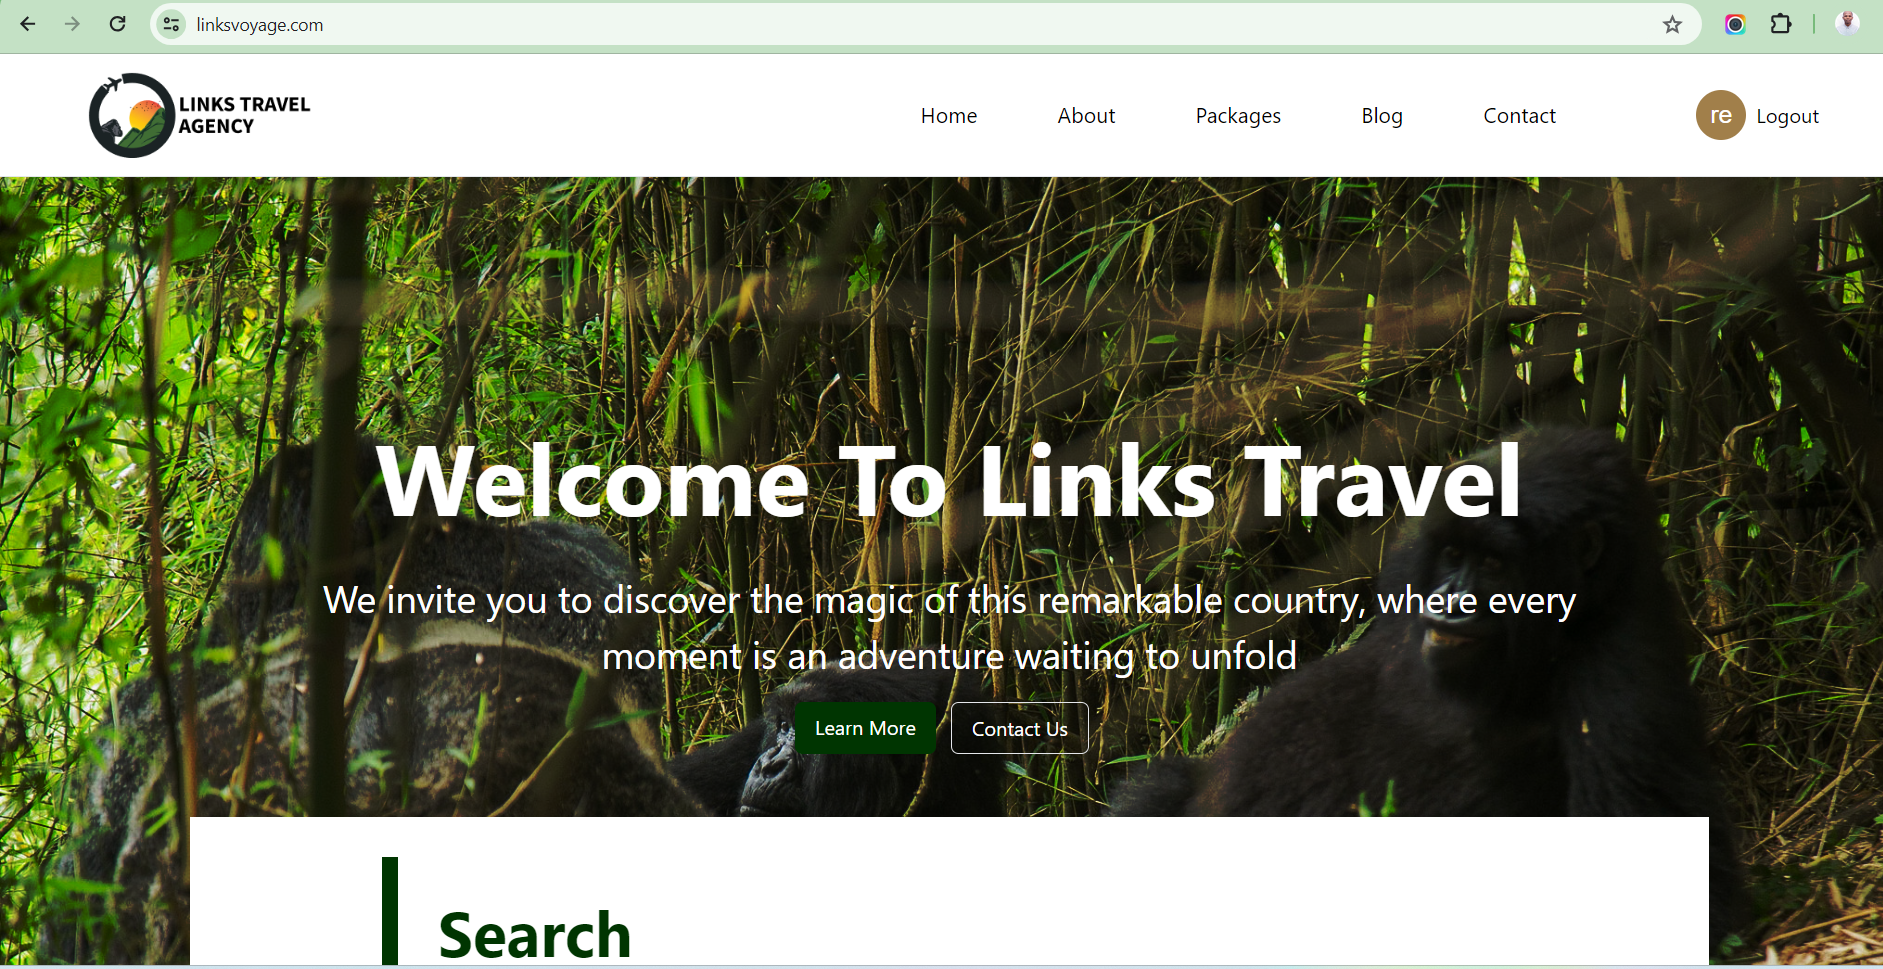 linksvoyage.com
LINKS TRAVEL
AGENCY
Home About Packages Blog Contact re Logout
Welcome To Links Travel
We invite you to discover the magic of this remarkable country, where every
moment is an adventure waiting to unfold
Learn More Contact Us
Search